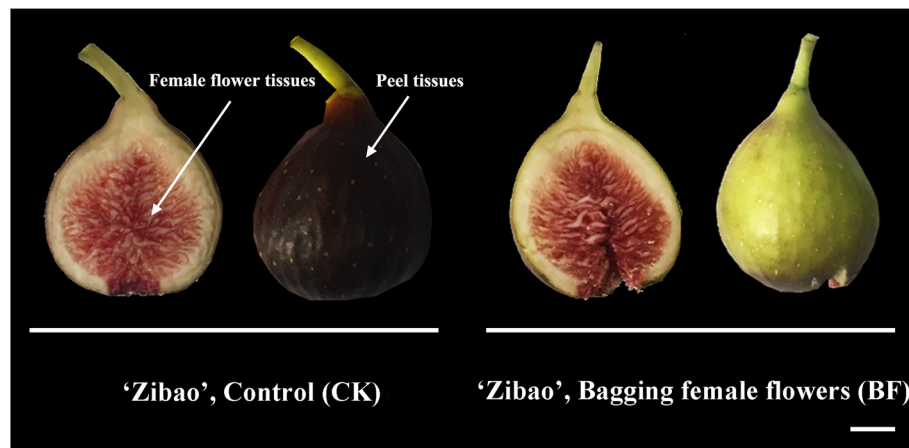 Female flower tissues
Peel tissues
‘Zibao’, Control (CK)
‘Zibao’, Bagging female flowers (BF)